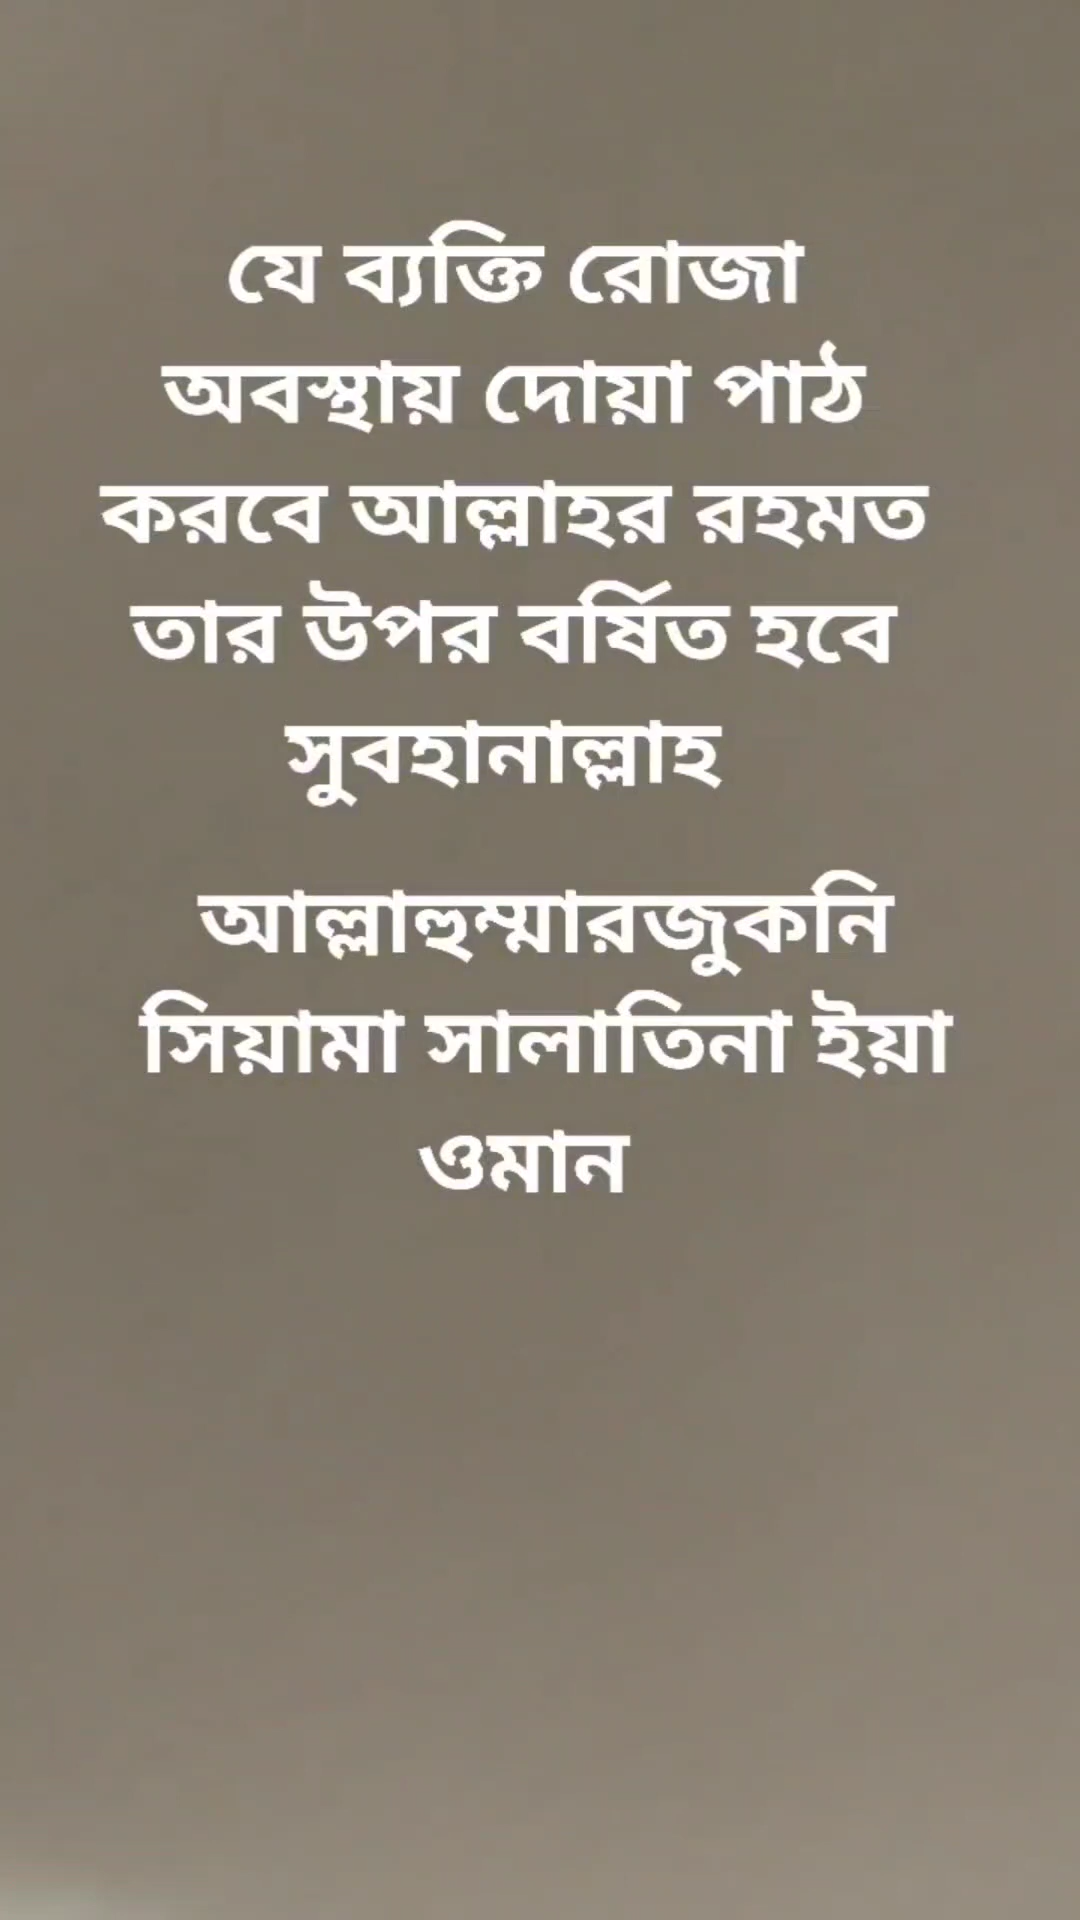 যে ব্যক্তি রোজা
অবস্থায় দোয়া পাঠ
করবে আল্লাহর রহমত
তার উপর বর্ষিত হবে
সুবহানাল্লাহ
আল্লাহুম্মারজুকনি
সিয়ামা সালাতিনা ইয়া
ওমান